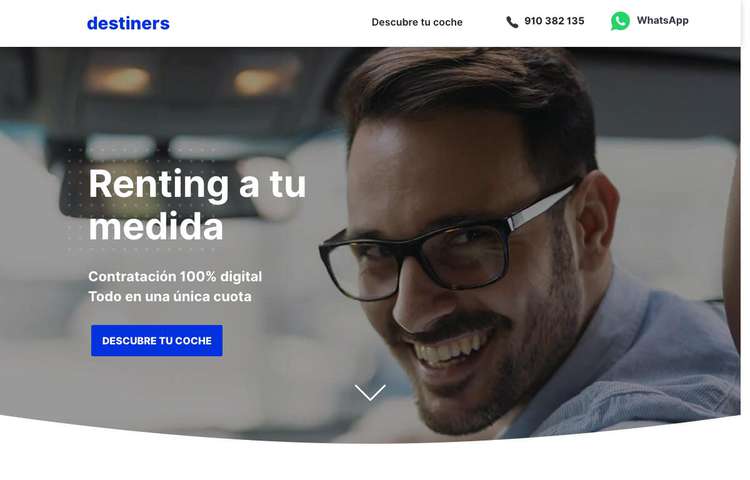 destiners
Descubre tu coche
910 382 135
WhatsApp
Renting a tu
medida
Contratación 100% digital
Todo en una única cuota
DESCUBRE TU COCHE